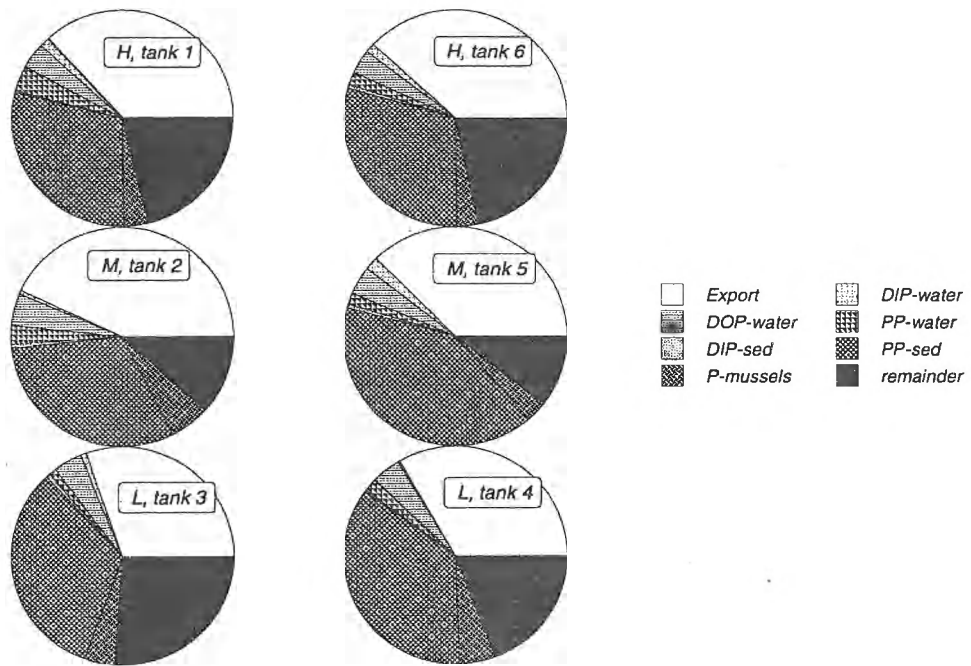 H, tank 1
H, tank 6
M, tank 2
M, tank 5
L, tank 3
L, tank 4
Export
DIP-water
DOP-water
PP-water
DIP-sed
PP-sed
P-mussels
remainder